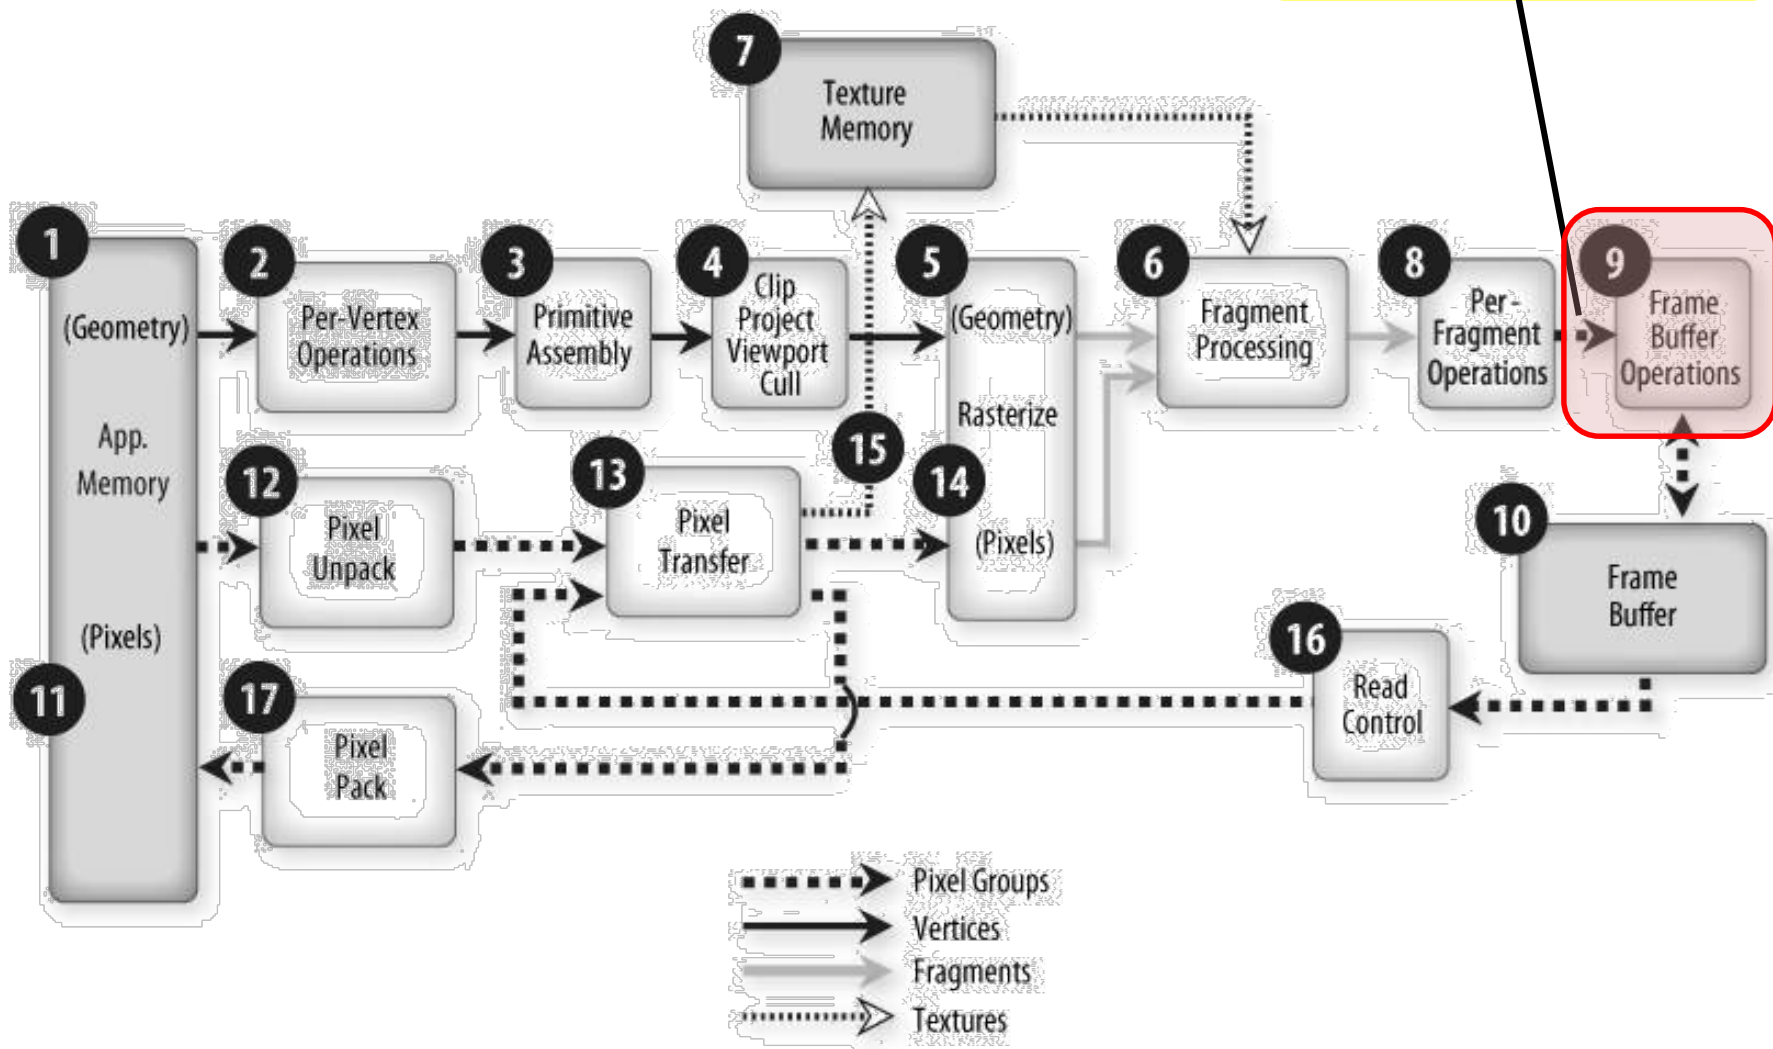 7
Texture
Memory
1
(Geometry)
App.
Memory
(Pixels)
11
2
Per-Vertex
Operations
3
Primitive
Assembly
4
Clip
Project
Viewport
Cull
5
(Geometry)
Rasterize
14
(Pixels)
6
Fragment
Processing
8
Per-
Fragment
Operations
9
Frame
Buffer
Operations
12
Pixel
Unpack
13
Pixel
Transfer
15
10
Frame
Buffer
16
Read
Control
17
Pixel
Pack
Pixel Groups
Vertices
Fragments
Textures